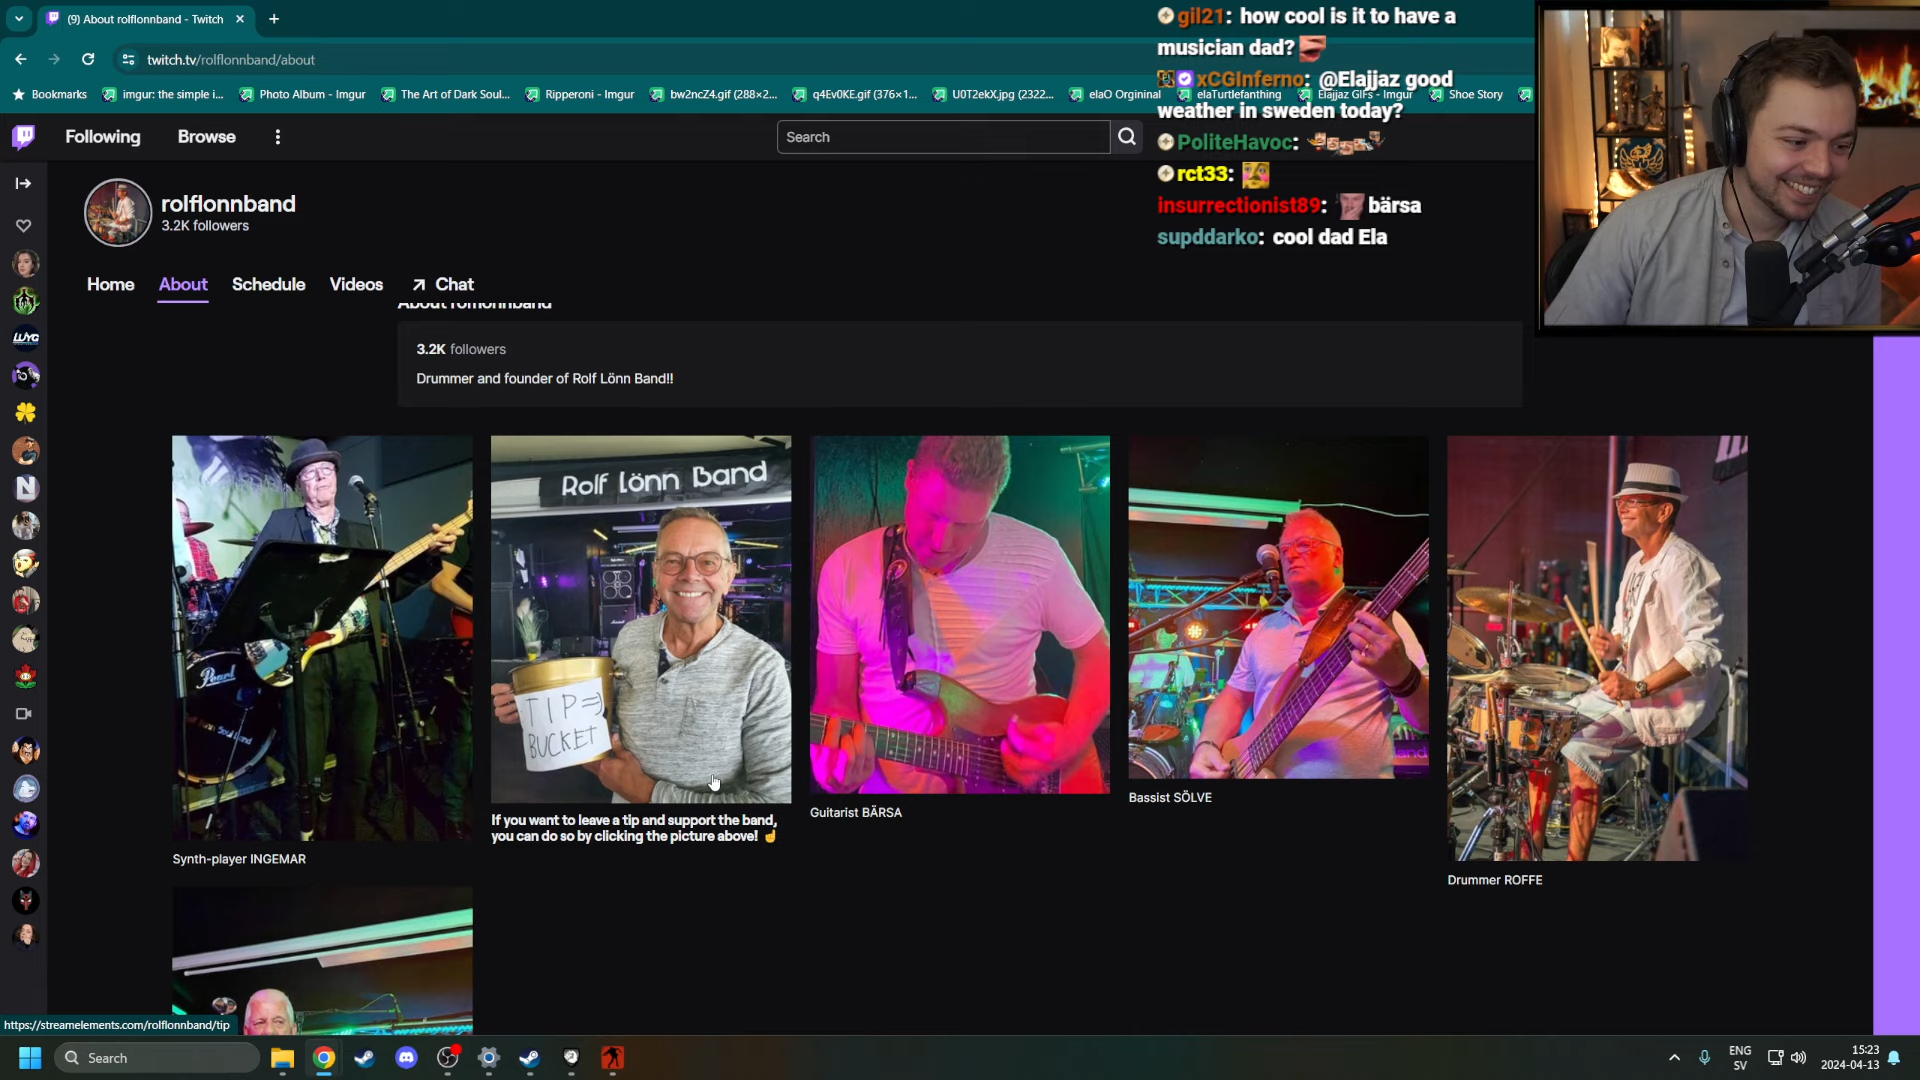 (9) About rolflonnband - Twitch
twitch.tv/rolflonnband/about
Bookmarks
imgur: the simple i...
Photo Album - Imgur
The Art of Dark Soul...
Ripperoni - Imgur
bw2ncZ4.gif (288×2...
q4Ev0KE.gif (376×1...
U0T2ekX.jpg (2322...
elaO Orgininal
elaTurtlefanthing
Elajjaz GIFs - Imgur
Shoe Story
Following
Browse
Search
gil21: how cool is it to have a
musician dad?
xCGInferno: @Elajjaz good
weather in sweden today?
PoliteHavoc:
rct33:
insurrectionist89: bärsa
supddarko: cool dad Ela
rolflonnband
3.2K followers
Home
About
Schedule
Videos
Chat
About rolflonnband
3.2K followers
Drummer and founder of Rolf Lönn Band!!
Rolf Lönn Band
TIP =)
BUCKET
Pearl
If you want to leave a tip and support the band,
you can do so by clicking the picture above!
Guitarist BÄRSA
Bassist SÖLVE
Synth-player INGEMAR
Drummer ROFFE
https://streamelements.com/rolflonnband/tip
Search
ENG
SV
15:23
2024-04-13